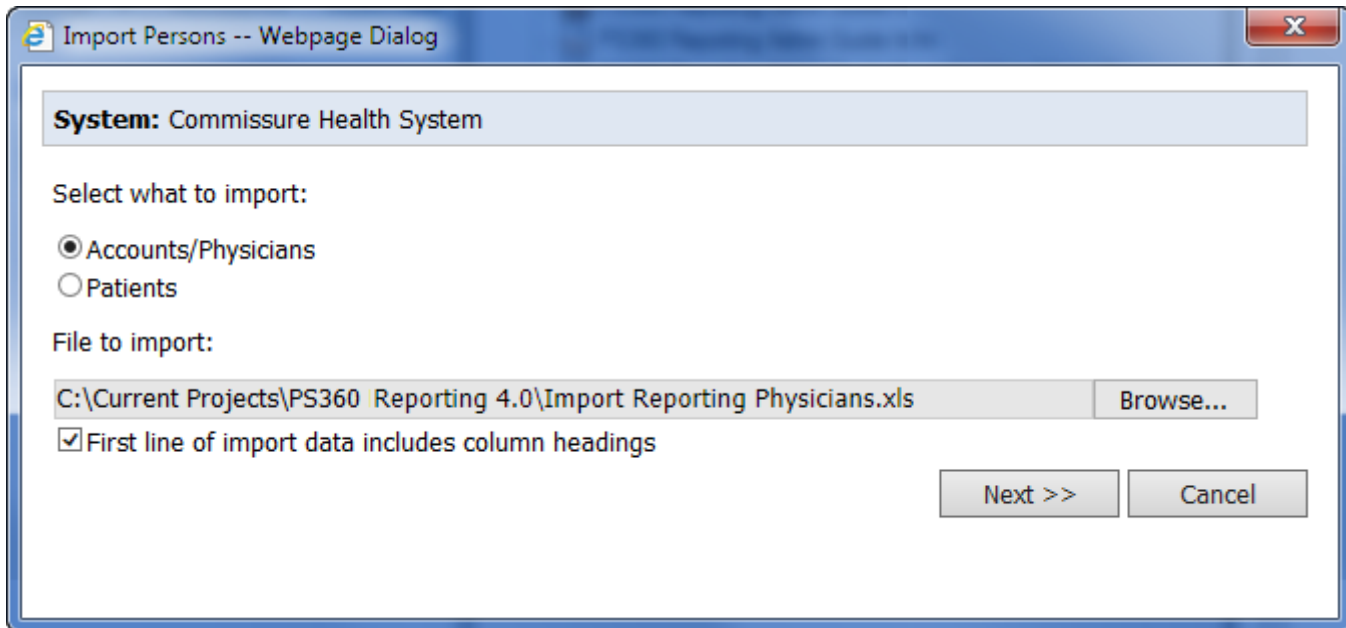 Import Persons -- Webpage Dialog
x
System: Commissure Health System
Select what to import:
Accounts/Physicians
Patients
File to import:
C:\Current Projects\PS360 Reporting 4.0\Import Reporting Physicians.xls Browse...
First line of import data includes column headings
Next >> Cancel